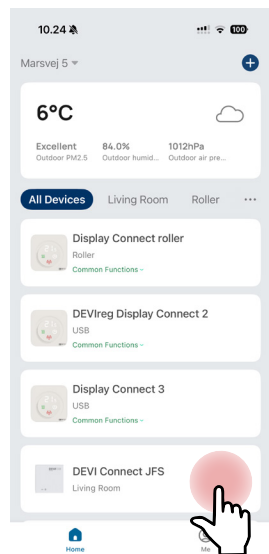 10.24
100
Marsvej 5
6°C
Excellent 84.0% 1012hPa
Outdoor PM2.5 Outdoor humid... Outdoor air pre...
All Devices Living Room Roller
Display Connect roller
Roller
Common Functions
DEVIreg Display Connect 2
USB
Common Functions
Display Connect 3
USB
Common Functions
DEVI Connect JFS
Living Room
Home Me